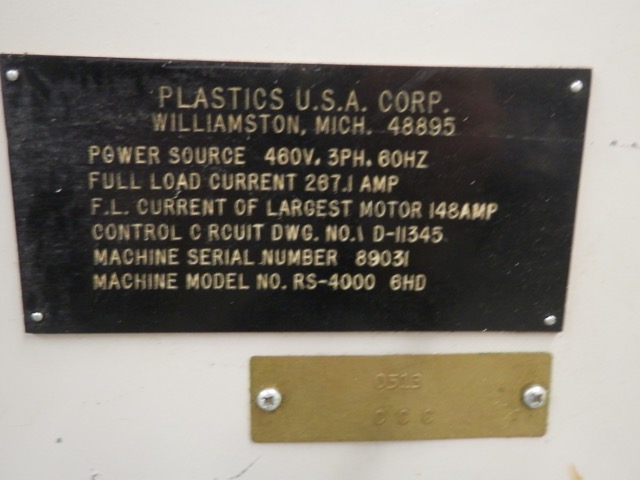 PLASTICS U.S.A. CORP.
WILLIAMSTON, MICH. 48895
POWER SOURCE 460V. 3PH. 60HZ
FULL LOAD CURRENT 267.1 AMP
F.L. CURRENT OF LARGEST MOTOR 148AMP
CONTROL C RCUIT DWG. NO.1 D-11345
MACHINE SERIAL NUMBER 89031
MACHINE MODEL NO. RS-4000 6HD
0513